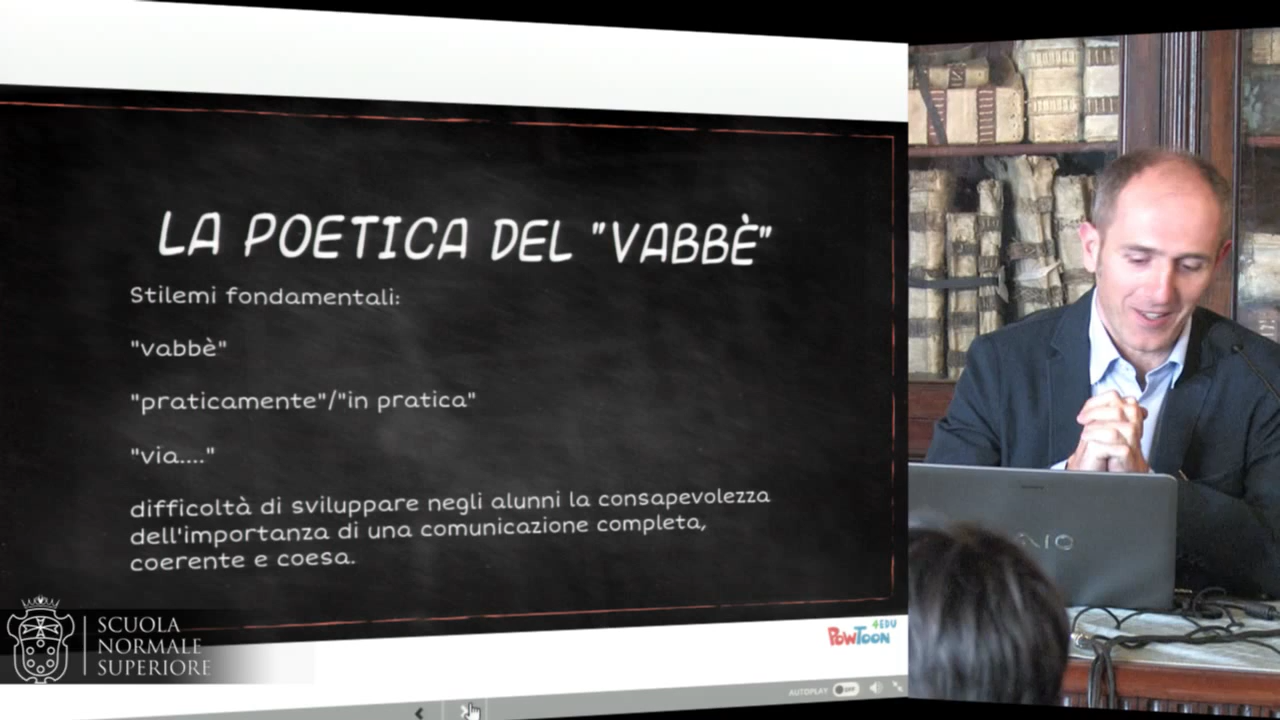 LA POETICA DEL "VABBÈ"
Stilemi fondamentali:
"vabbè"
"praticamente"/"in pratica"
"via...."
difficoltà di sviluppare negli alunni la consapevolezza
dell'importanza di una comunicazione completa,
coerente e coesa.
SCUOLA
NORMALE
SUPERIORE
4EDU
POWTOON
AUTOPLAY
OFF